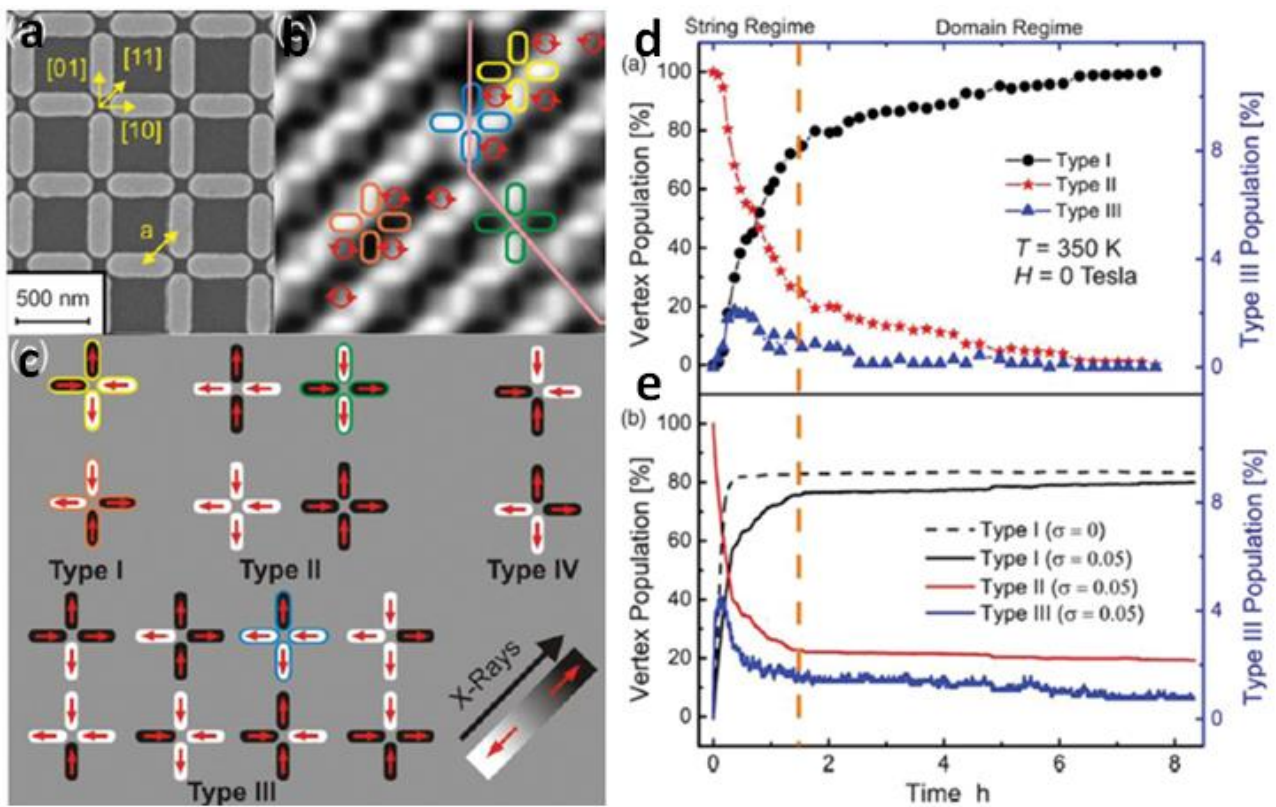 a
(a)
[01]
[11]
[10]
a
500 nm
b
(b)
c
(c)
Type I
Type II
Type IV
Type III
X-Rays
d
String Regime
Domain Regime
(a)
Vertex Population [%]
100
80
60
40
20
0
Type I
Type II
Type III
T = 350 K
H = 0 Tesla
8
4
0
Type III Population [%]
e
(b)
Vertex Population [%]
100
80
60
40
20
0
Type I (σ = 0)
Type I (σ = 0.05)
Type II (σ = 0.05)
Type III (σ = 0.05)
8
4
0
Type III Population [%]
0 2 4 6 8
Time h